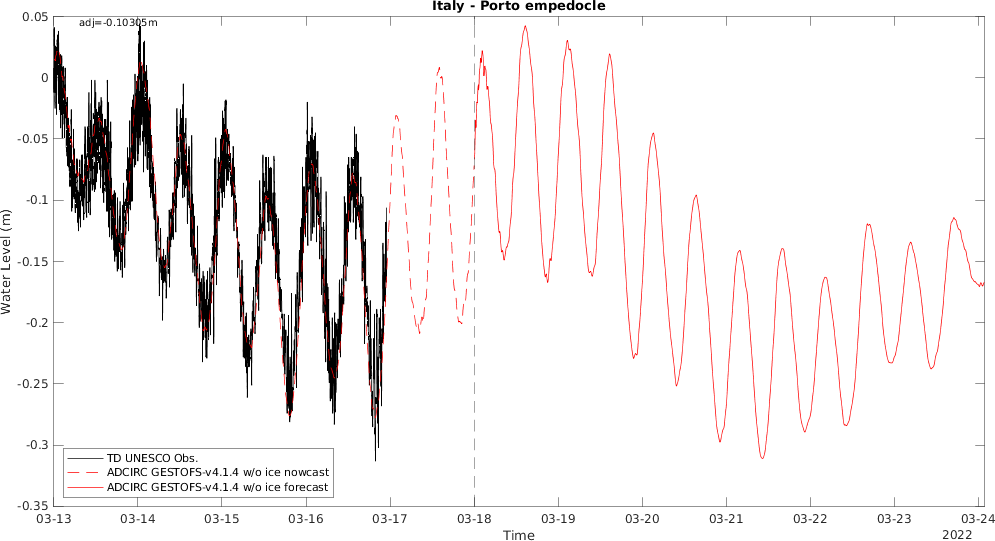 Italy - Porto empedocle
adj=-0.10305m
0.05
0
-0.05
-0.1
-0.15
-0.2
-0.25
-0.3
-0.35
Water Level (m)
TD UNESCO Obs.
ADCIRC GESTOFS-v4.1.4 w/o ice nowcast
ADCIRC GESTOFS-v4.1.4 w/o ice forecast
03-13 03-14 03-15 03-16 03-17 03-18 03-19 03-20 03-21 03-22 03-23 03-24
Time
2022